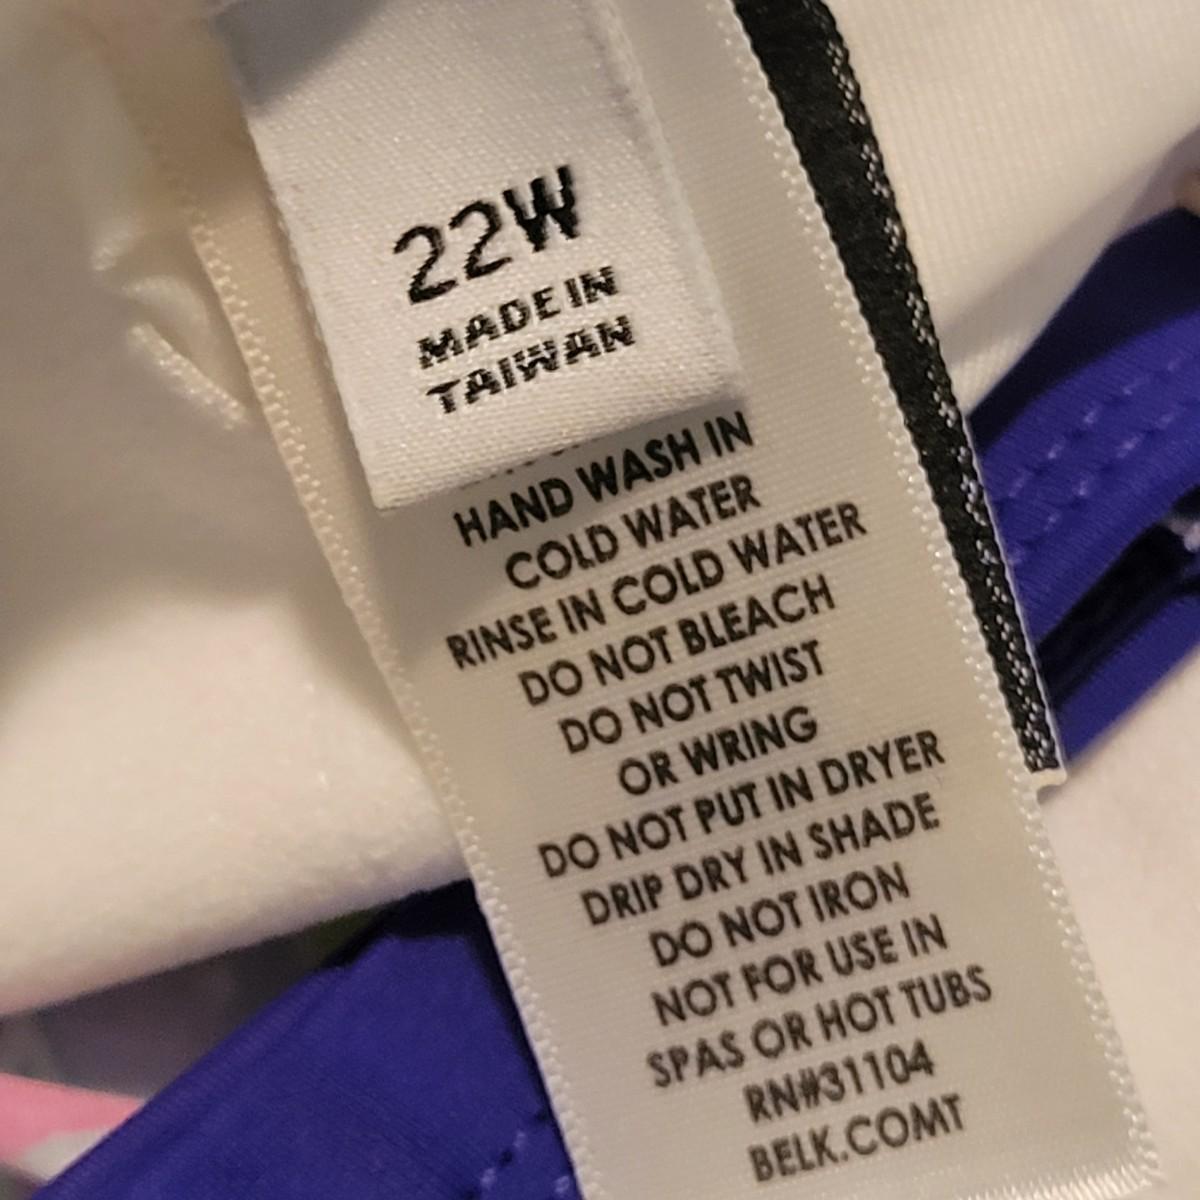 22W
MADE IN
TAIWAN
HAND WASH IN
COLD WATER
RINSE IN COLD WATER
DO NOT BLEACH
DO NOT TWIST
OR WRING
DO NOT PUT IN DRYER
DRIP DRY IN SHADE
DO NOT IRON
NOT FOR USE IN
SPAS OR HOT TUBS
RN#31104
BELK.COMT